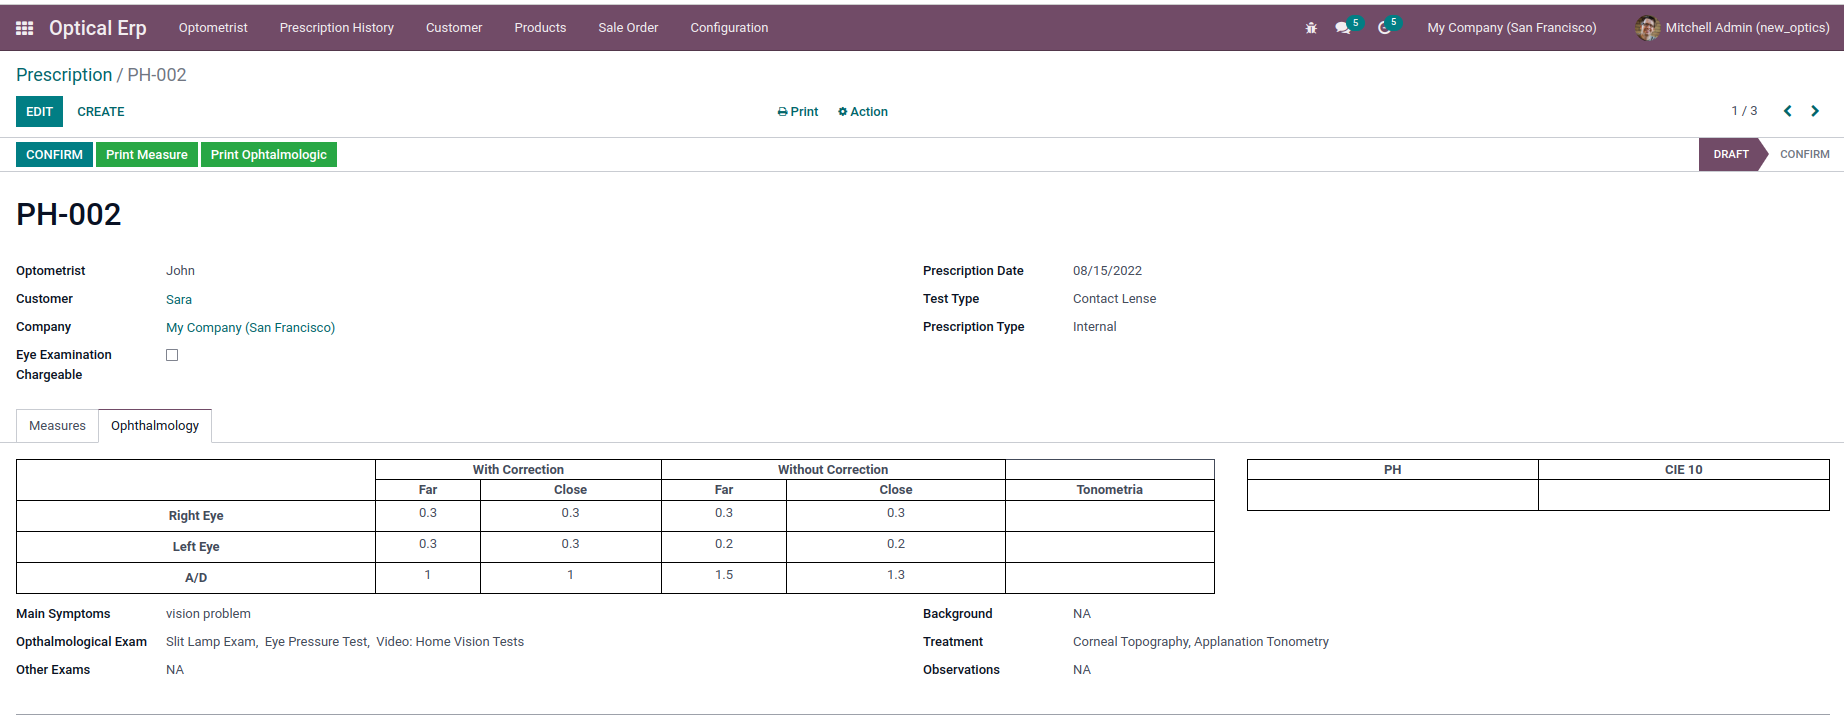 Optical Erp Optometrist Prescription History Customer Products Sale Order Configuration 5 5 My Company (San Francisco) Mitchell Admin (new_optics)
Prescription / PH-002
EDIT CREATE Print Action 1 / 3
CONFIRM Print Measure Print Ophtalmologic DRAFT CONFIRM
PH-002
Optometrist John Prescription Date 08/15/2022
Customer Sara Test Type Contact Lense
Company My Company (San Francisco) Prescription Type Internal
Eye Examination
Chargeable
Measures Ophthalmology
With Correction Without Correction PH CIE 10
Far Close Far Close Tonometria
Right Eye 0.3 0.3 0.3 0.3
Left Eye 0.3 0.3 0.2 0.2
A/D 1 1 1.5 1.3
Main Symptoms vision problem Background NA
Opthalmological Exam Slit Lamp Exam, Eye Pressure Test, Video: Home Vision Tests Treatment Corneal Topography, Applanation Tonometry
Other Exams NA Observations NA